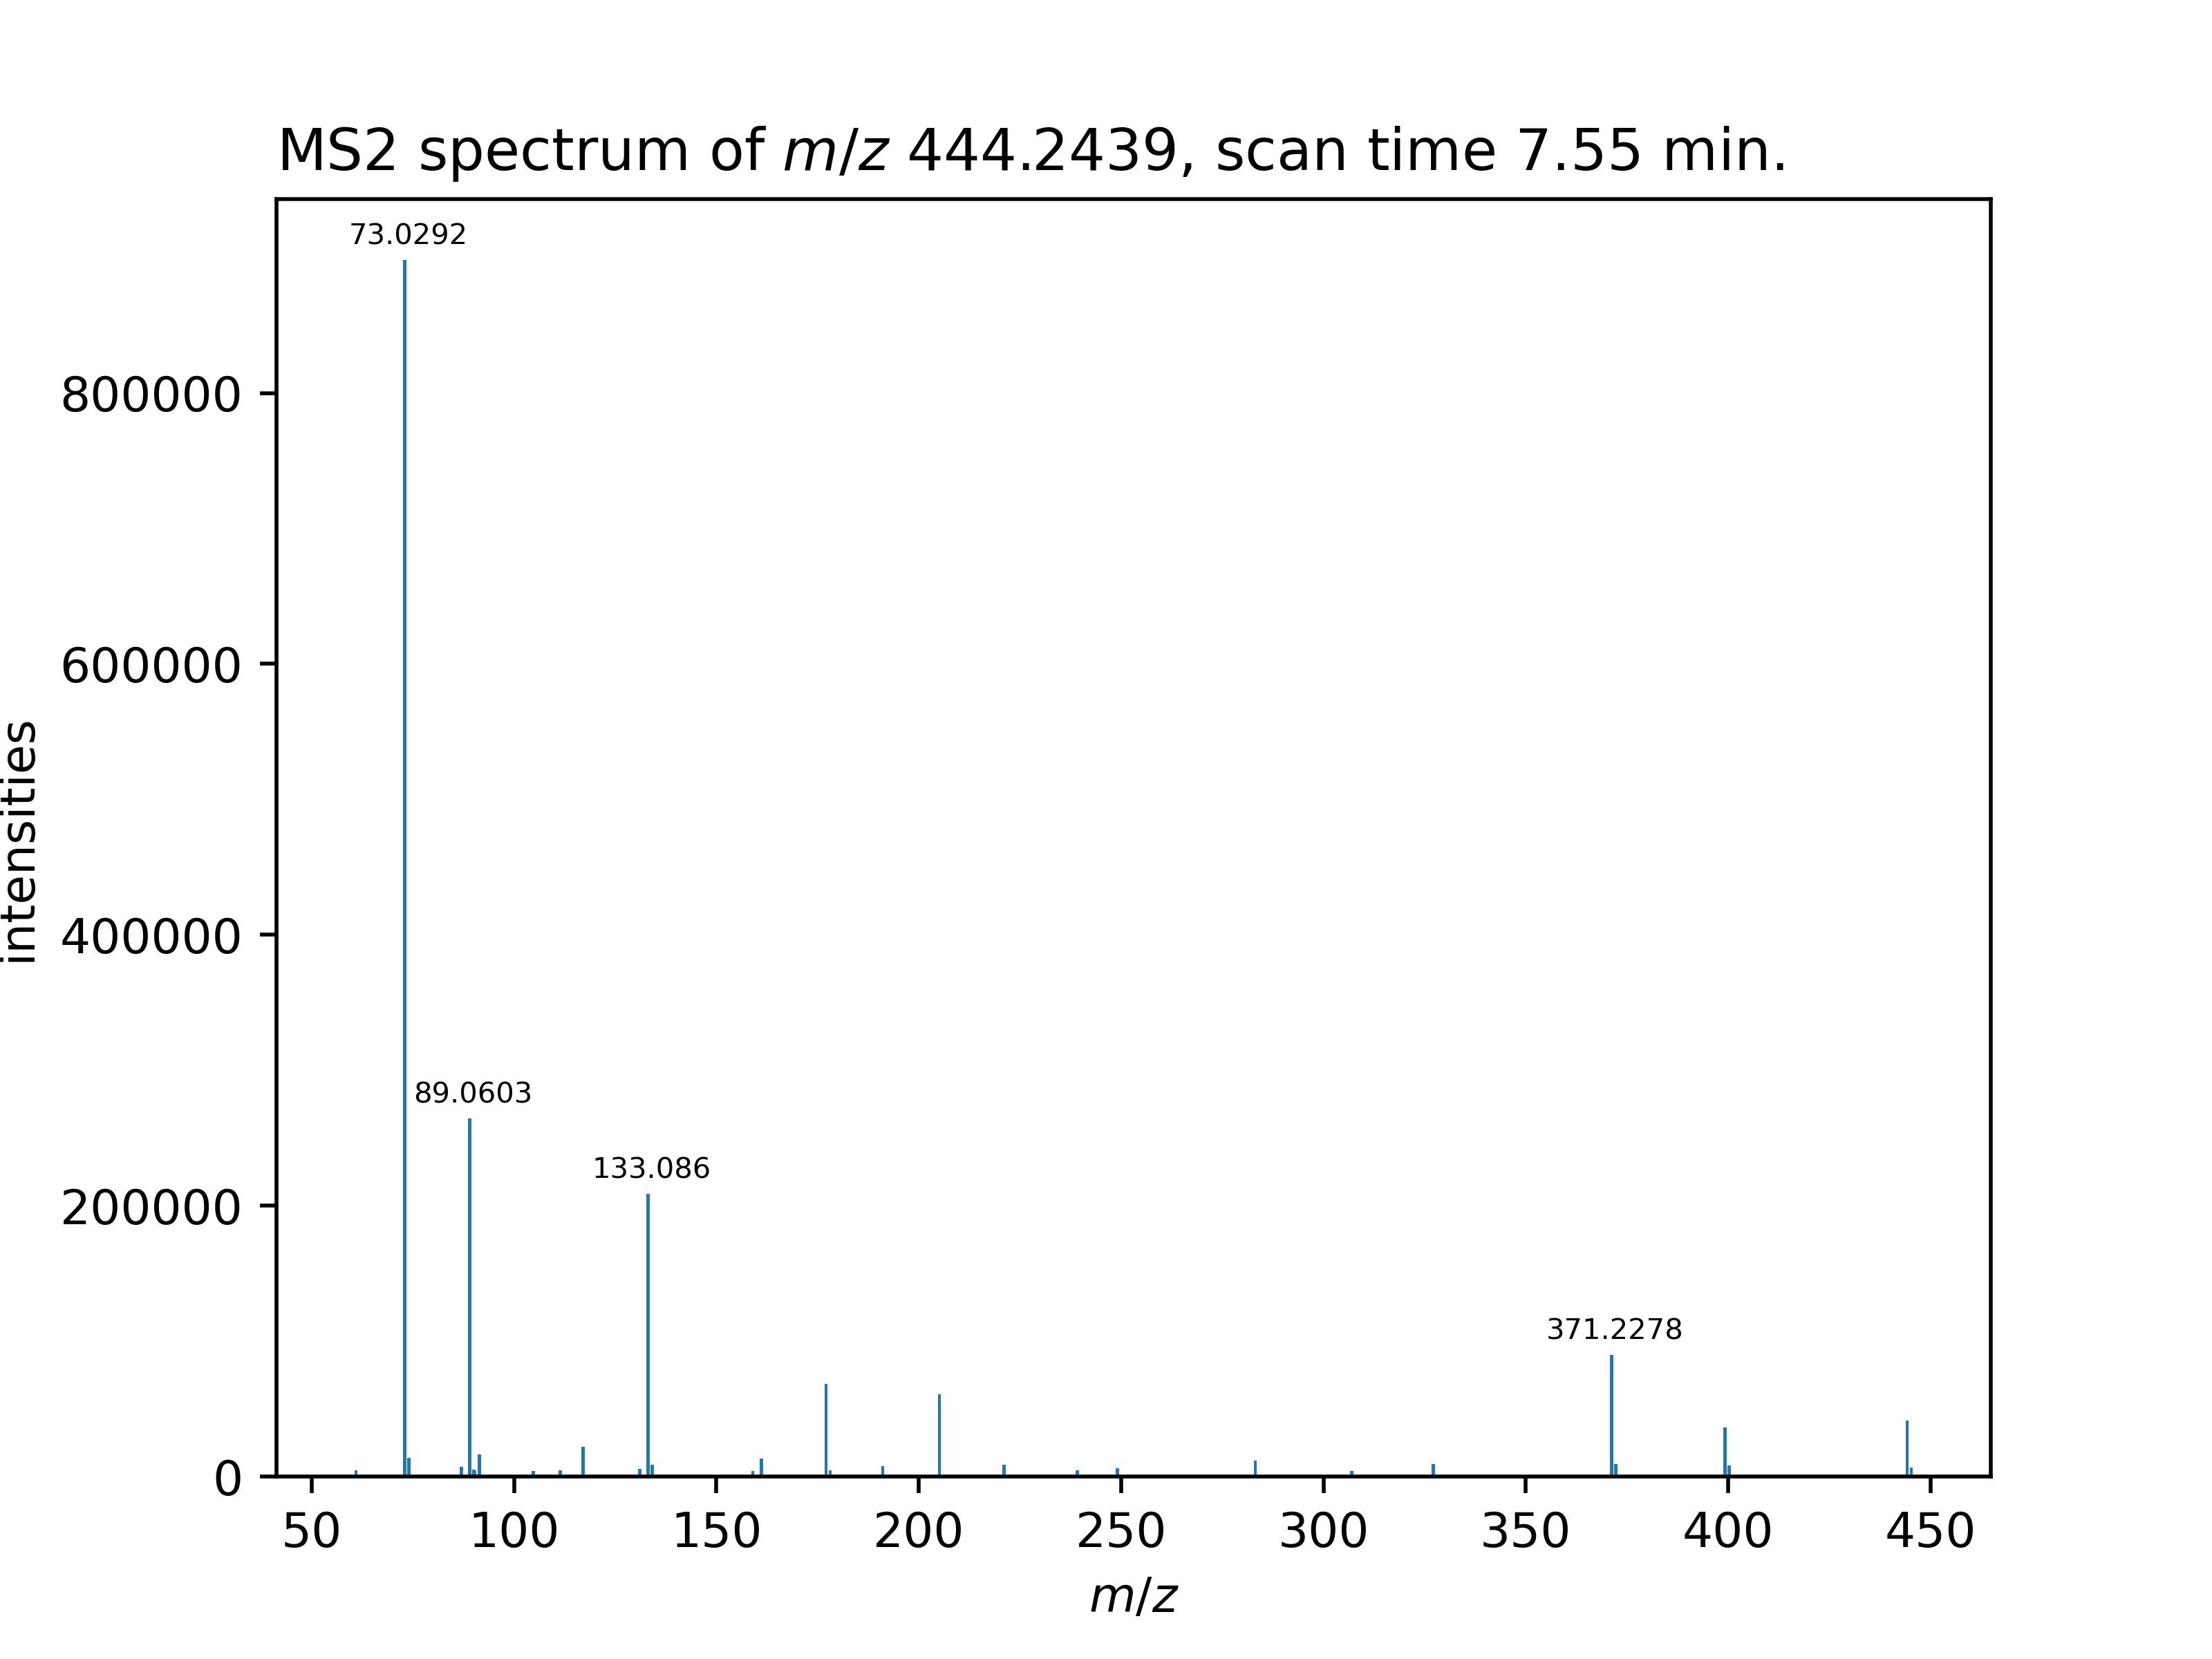 MS2 spectrum of m/z 444.2439, scan time 7.55 min.
73.0292
800000
600000
intensities
400000
89.0603
133.086
200000
371.2278
0
50 100 150 200 250 300 350 400 450
m/z